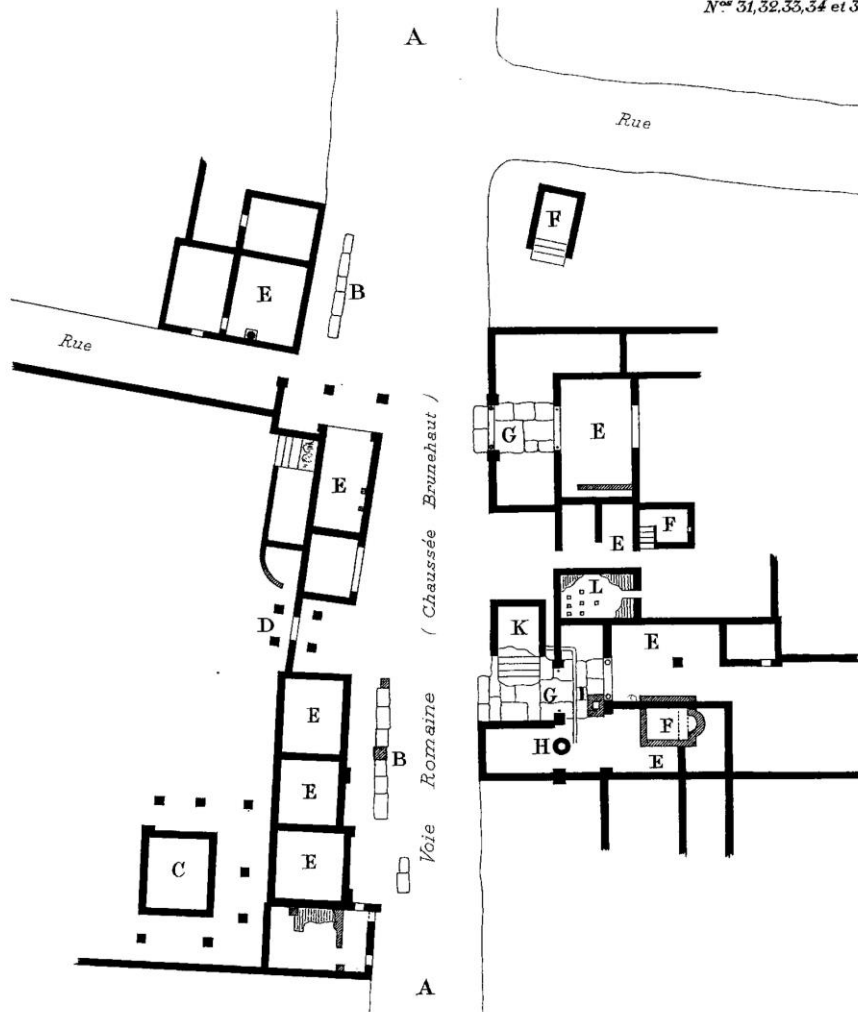 Nos 31,32,33,34 et 3
A
Rue
F
E
B
Rue
G
E
E
F
E
L
D
K
E
Voie Romaine (Chaussée Brunehaut)
E
G
I
F
B
H
E
E
E
C
A